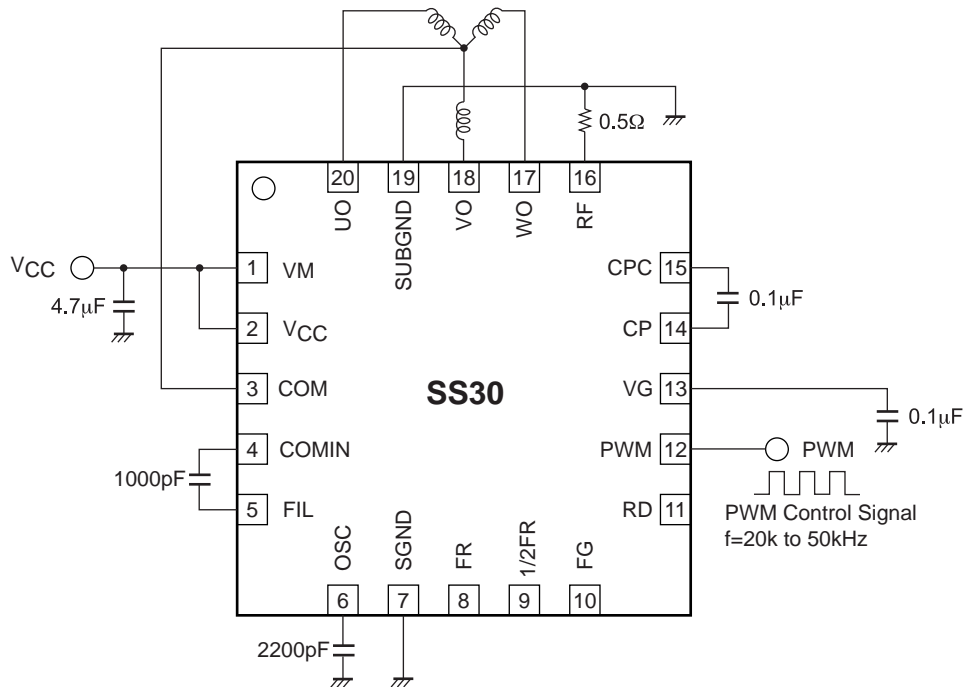 0.5Ω
20
19
18
17
16
UO
SUBGND
VO
WO
RF
VCC
4.7μF
1 VM
2 VCC
3 COM
4 COMIN
5 FIL
1000pF
SS30
CPC 15
CP 14
0.1μF
VG 13
0.1μF
PWM 12
PWM
RD 11
PWM Control Signal
f=20k to 50kHz
OSC
SGND
FR
1/2FR
FG
6
7
8
9
10
2200pF